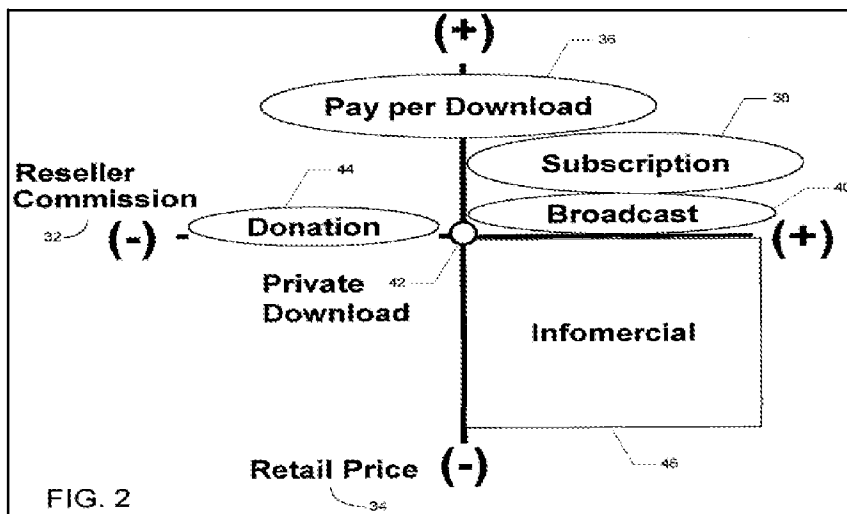 (+)
36
Pay per Download
38
Subscription
Reseller
Commission
44
40
Donation
Broadcast
32
(-)
(+)
Private
Download
42
Infomercial
46
Retail Price
(-)
34
FIG. 2